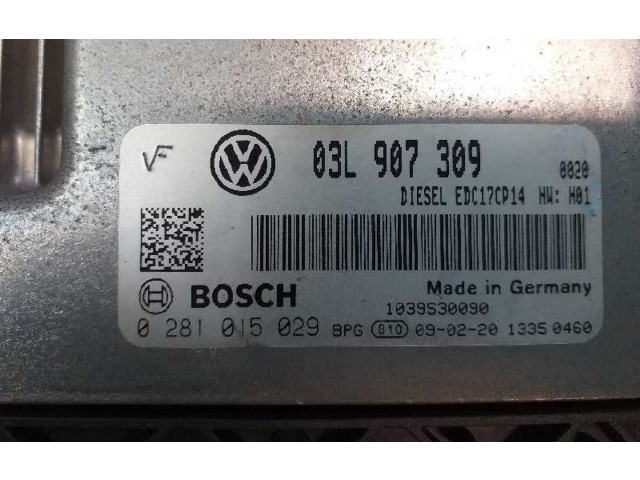 VF
VW
03L 907 309
0020
DIESEL EDC17CP14 HW: H01
BOSCH
Made in Germany
1039S30090
0 281 015 029 BPG 810 09-02-20 1335 0460